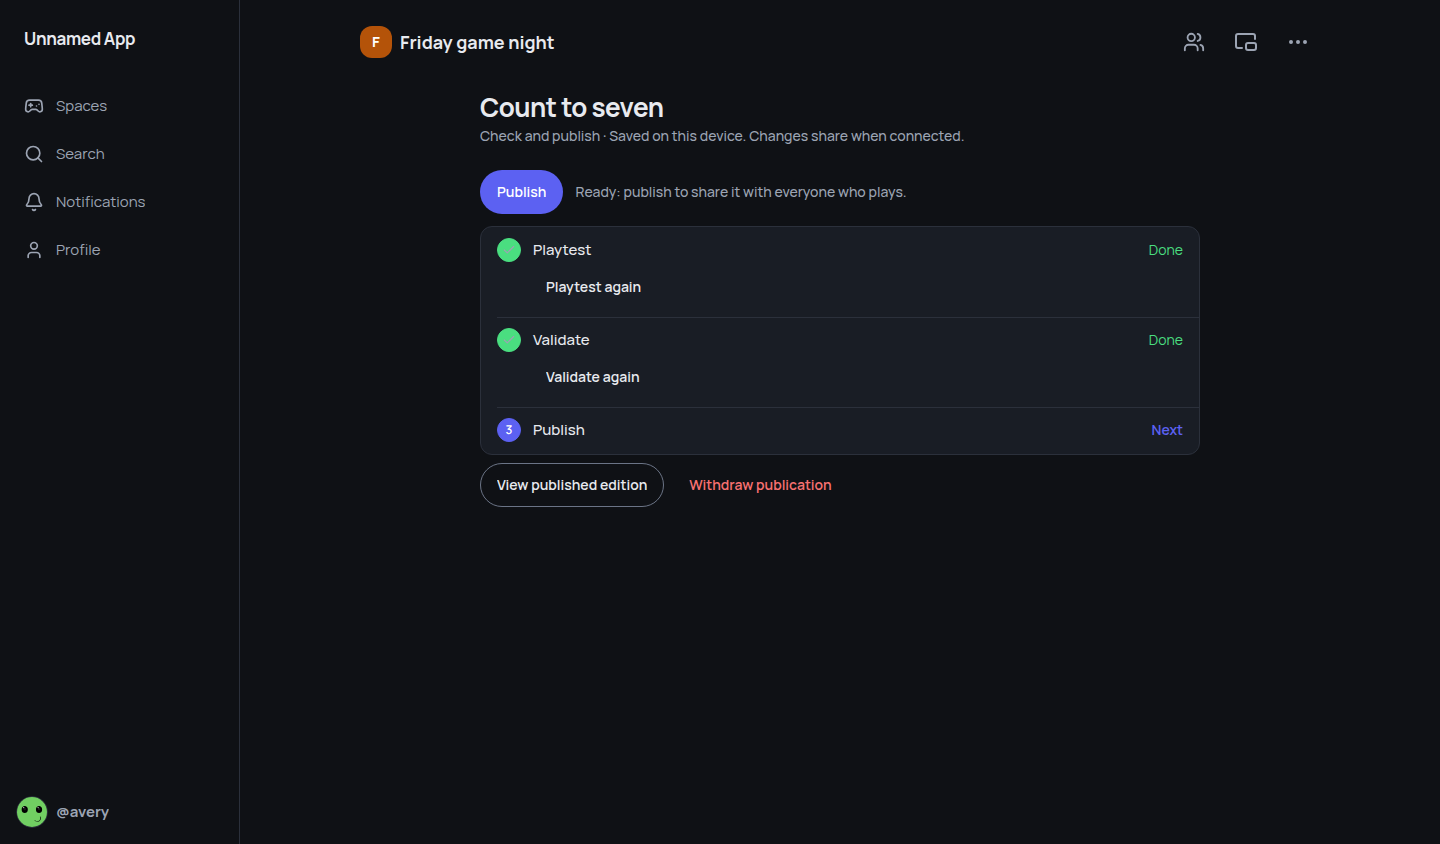 Unnamed App
Spaces
Search
Notifications
Profile
@avery
F Friday game night
Count to seven
Check and publish · Saved on this device. Changes share when connected.
Publish Ready: publish to share it with everyone who plays.
Playtest Done
Playtest again
Validate Done
Validate again
3 Publish Next
View published edition Withdraw publication